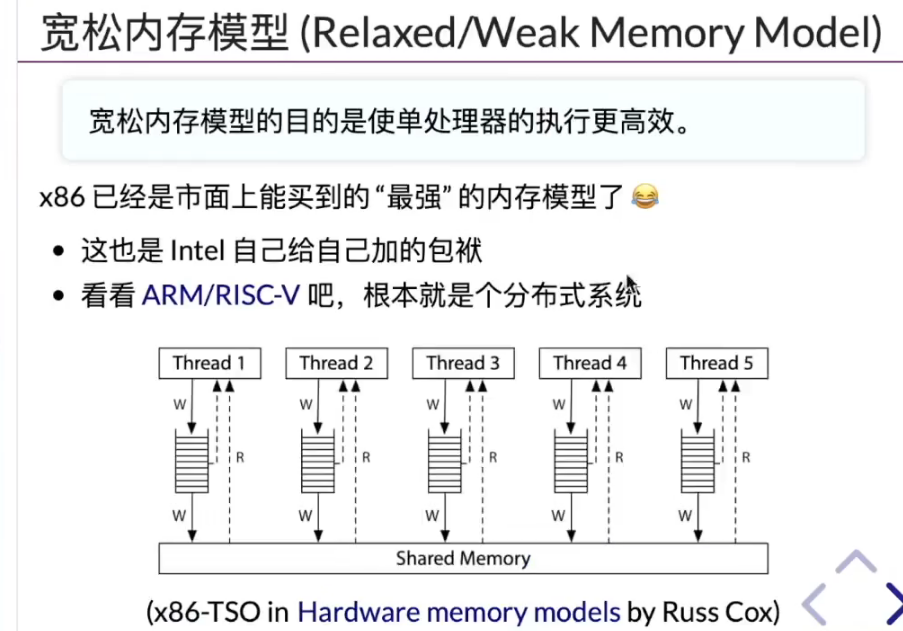 宽松内存模型 (Relaxed/Weak Memory Model)
宽松内存模型的目的是使单处理器的执行更高效。
x86 已经是市面上能买到的 “最强” 的内存模型了 😂
• 这也是 Intel 自己给自己加的包袱
• 看看 ARM/RISC-V 吧，根本就是个分布式系统
Thread 1 Thread 2 Thread 3 Thread 4 Thread 5
W W W W W
R R R R R
W W W W W
Shared Memory
(x86-TSO in Hardware memory models by Russ Cox)